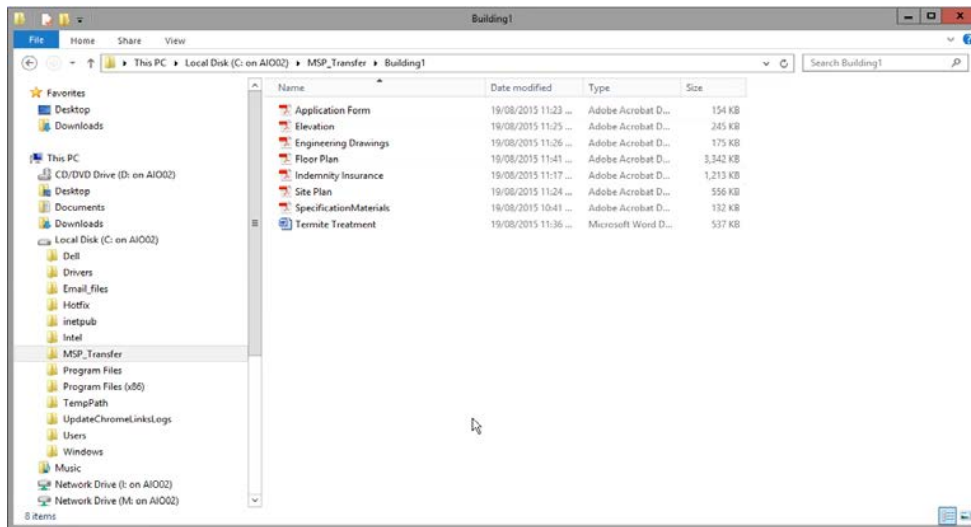 Building1
File Home Share View
This PC Local Disk (C: on AIO02) MSP_Transfer Building1
Search Building1
Favorites
Desktop
Downloads
This PC
CD/DVD Drive (D: on AIO02)
Desktop
Documents
Downloads
Local Disk (C: on AIO02)
Dell
Drivers
Email_files
Hotfix
inetpub
Intel
MSP_Transfer
Program Files
Program Files (x86)
TempPath
UpdateChromeLinksLogs
Users
Windows
Music
Network Drive (I: on AIO02)
Network Drive (M: on AIO02)
Name Date modified Type Size
Application Form 19/08/2015 11:23 ... Adobe Acrobat D... 154 KB
Elevation 19/08/2015 11:25 ... Adobe Acrobat D... 245 KB
Engineering Drawings 19/08/2015 11:26 ... Adobe Acrobat D... 175 KB
Floor Plan 19/08/2015 11:41 ... Adobe Acrobat D... 3,342 KB
Indemnity Insurance 19/08/2015 11:17 ... Adobe Acrobat D... 1,213 KB
Site Plan 19/08/2015 11:24 ... Adobe Acrobat D... 556 KB
SpecificationMaterials 19/08/2015 10:41 ... Adobe Acrobat D... 132 KB
Termite Treatment 19/08/2015 11:36 ... Microsoft Word D... 537 KB
8 items